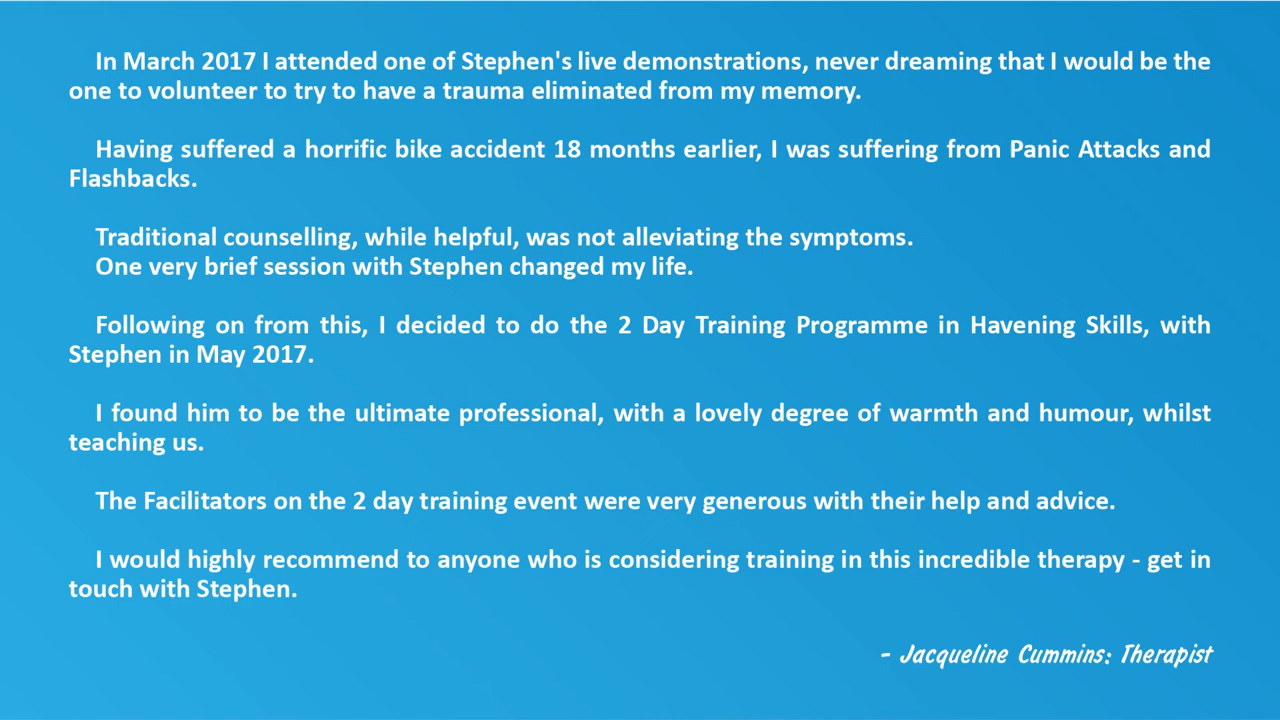 In March 2017 I attended one of Stephen's live demonstrations, never dreaming that I would be the
one to volunteer to try to have a trauma eliminated from my memory.
Having suffered a horrific bike accident 18 months earlier, I was suffering from Panic Attacks and
Flashbacks.
Traditional counselling, while helpful, was not alleviating the symptoms.
One very brief session with Stephen changed my life.
Following on from this, I decided to do the 2 Day Training Programme in Havening Skills, with
Stephen in May 2017.
I found him to be the ultimate professional, with a lovely degree of warmth and humour, whilst
teaching us.
The Facilitators on the 2 day training event were very generous with their help and advice.
I would highly recommend to anyone who is considering training in this incredible therapy - get in
touch with Stephen.
- Jacqueline Cummins: Therapist